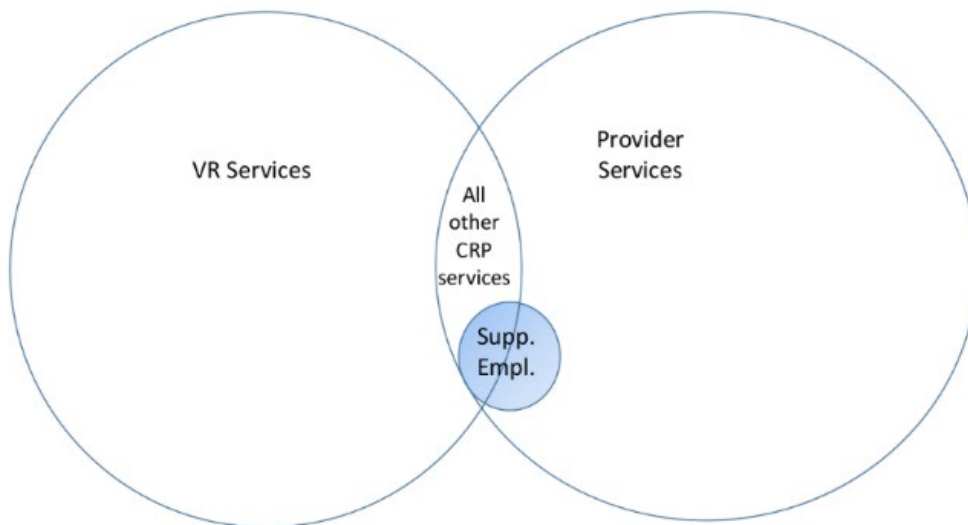 VR Services
Provider
Services
All
other
CRP
services
Supp.
Empl.